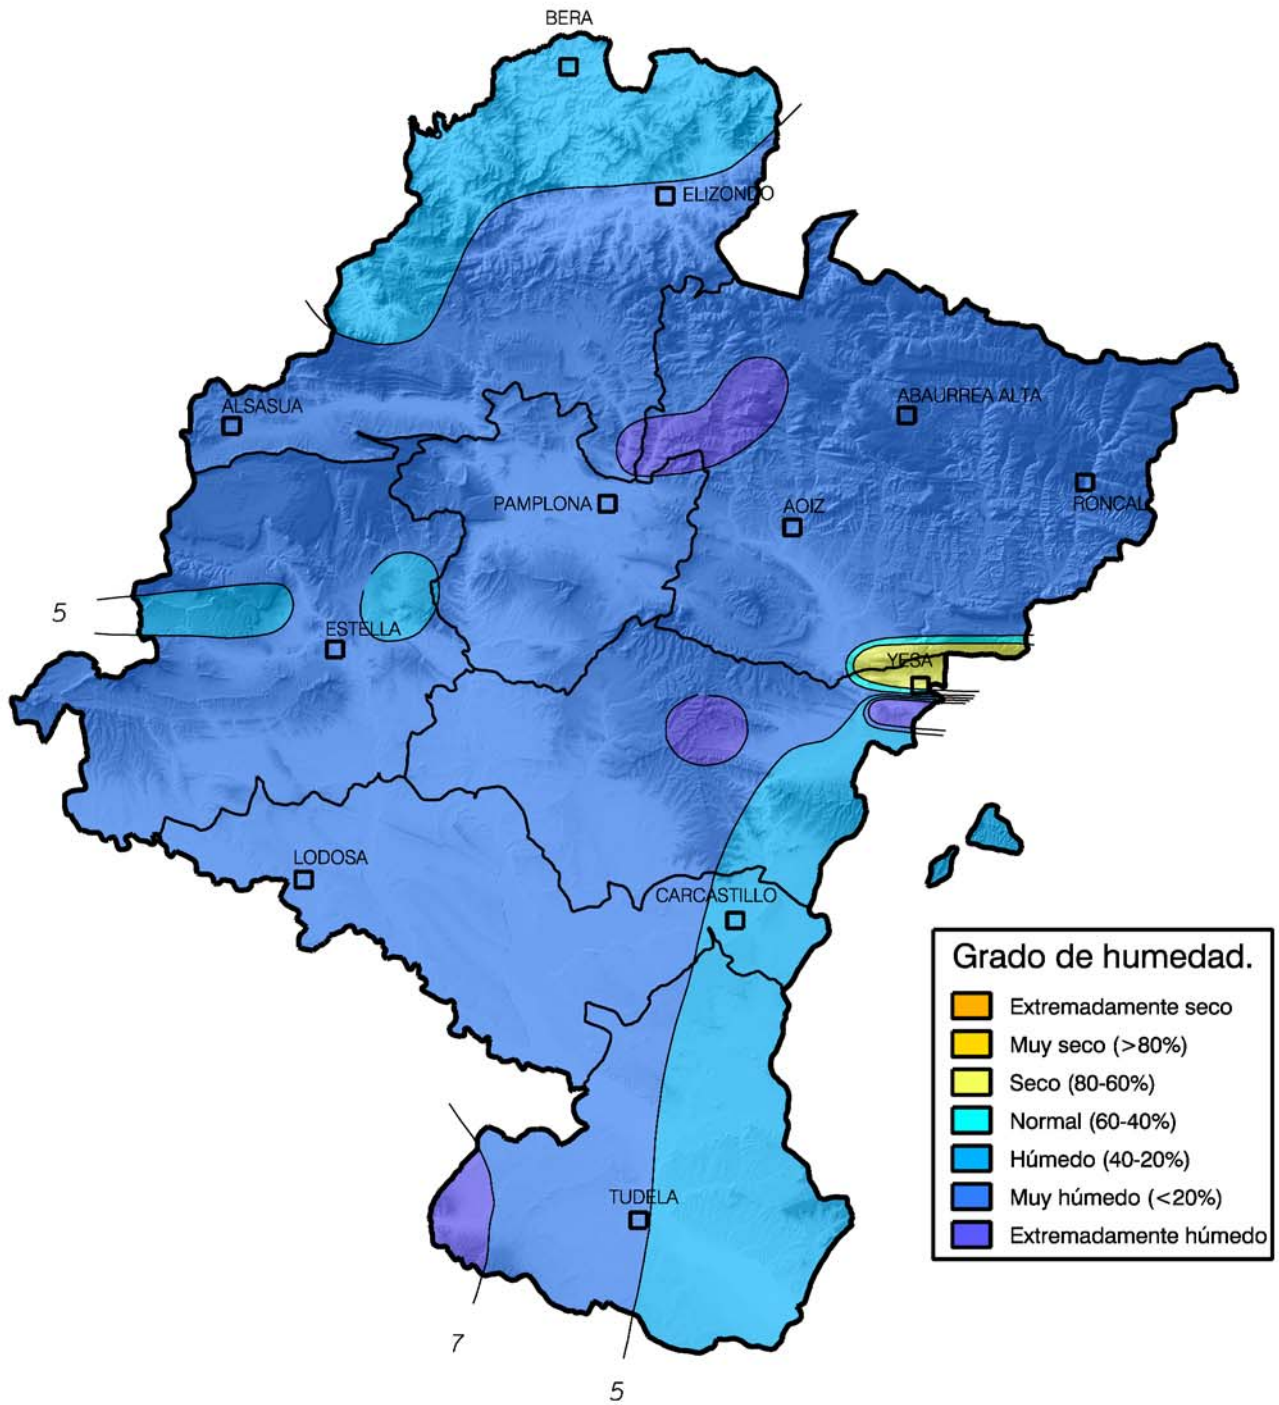 BERA
ELIZONDO
ABAURREA ALTA
ALSASUA
RONCAL
PAMPLONA
AOIZ
5
ESTELLA
YESA
LODOSA
CARCASTILLO
Grado de humedad.
Extremadamente seco
Muy seco (>80%)
Seco (80-60%)
Normal (60-40%)
Húmedo (40-20%)
Muy húmedo (<20%)
Extremadamente húmedo
TUDELA
7
5